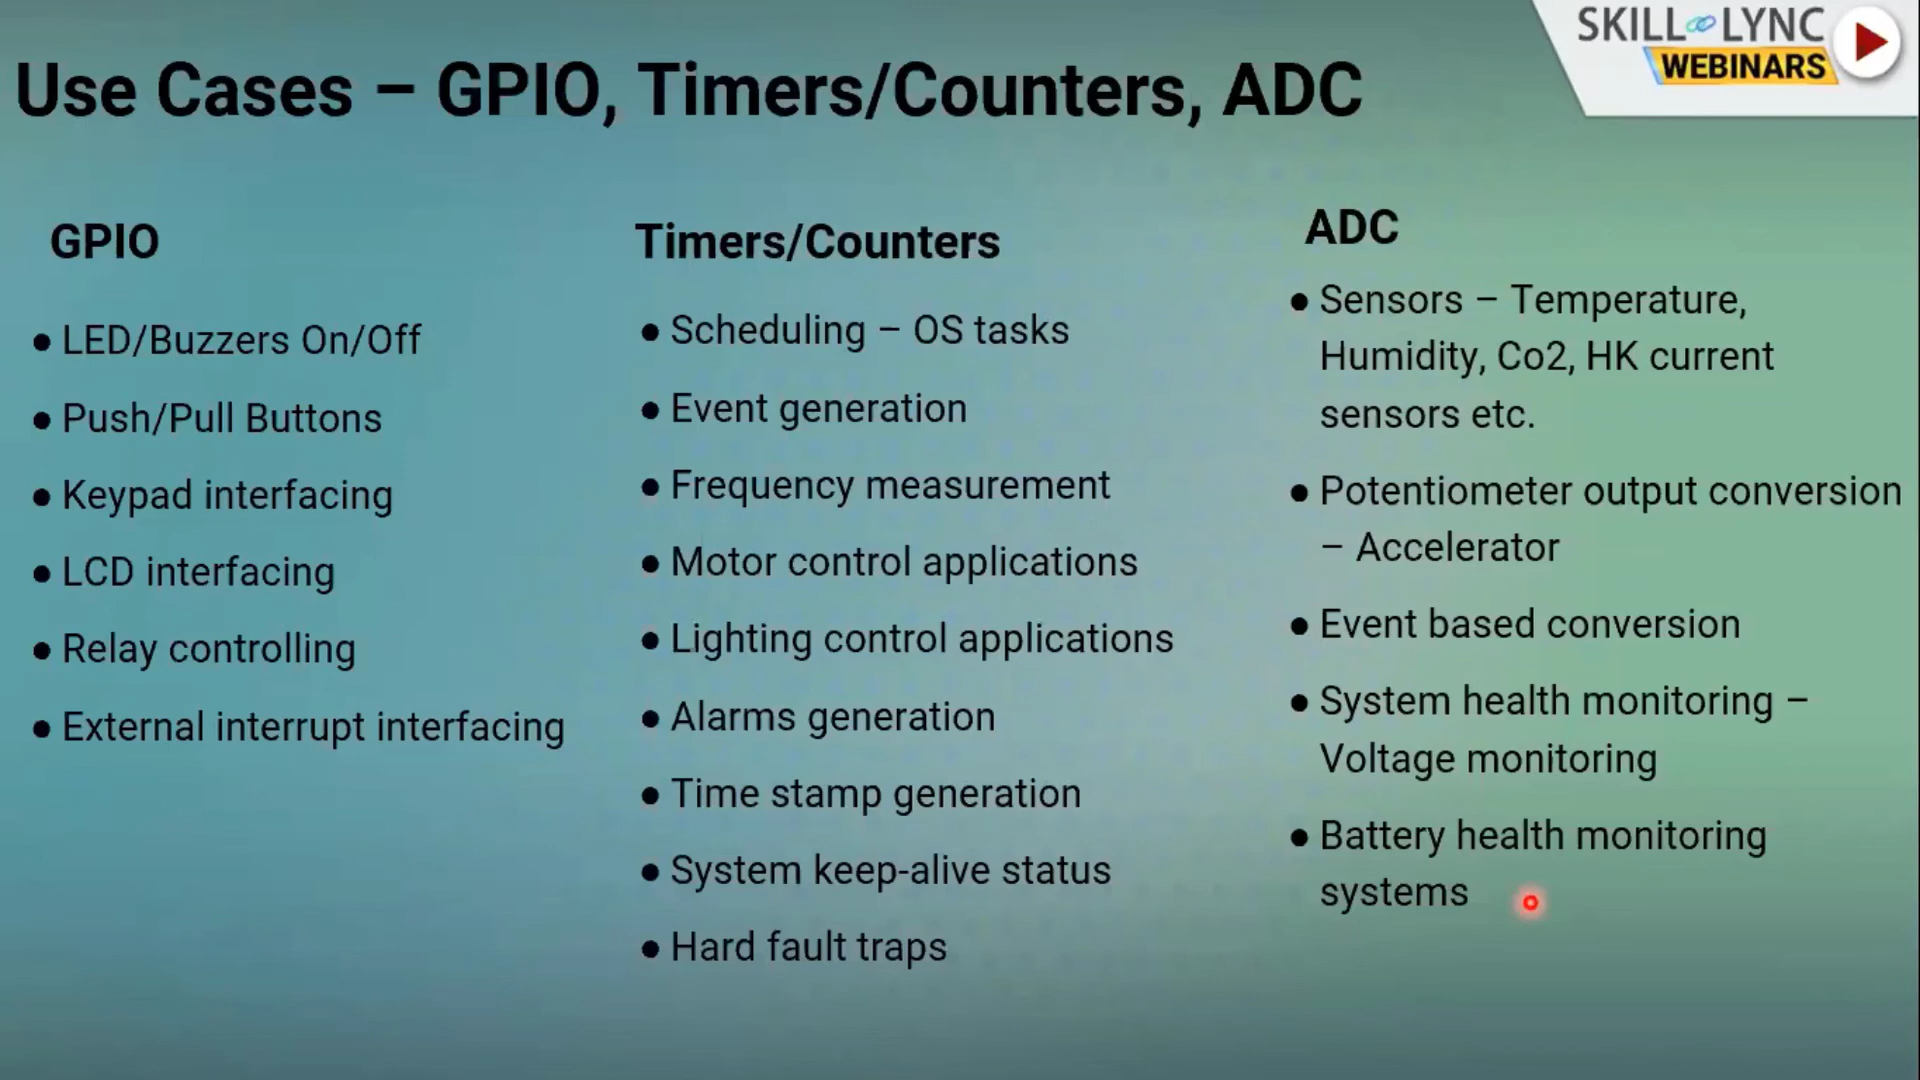 SKILL LYNC
WEBINARS
Use Cases – GPIO, Timers/Counters, ADC
GPIO
● LED/Buzzers On/Off
● Push/Pull Buttons
● Keypad interfacing
● LCD interfacing
● Relay controlling
● External interrupt interfacing
Timers/Counters
● Scheduling – OS tasks
● Event generation
● Frequency measurement
● Motor control applications
● Lighting control applications
● Alarms generation
● Time stamp generation
● System keep-alive status
● Hard fault traps
ADC
● Sensors – Temperature,
Humidity, Co2, HK current
sensors etc.
● Potentiometer output conversion
– Accelerator
● Event based conversion
● System health monitoring –
Voltage monitoring
● Battery health monitoring
systems